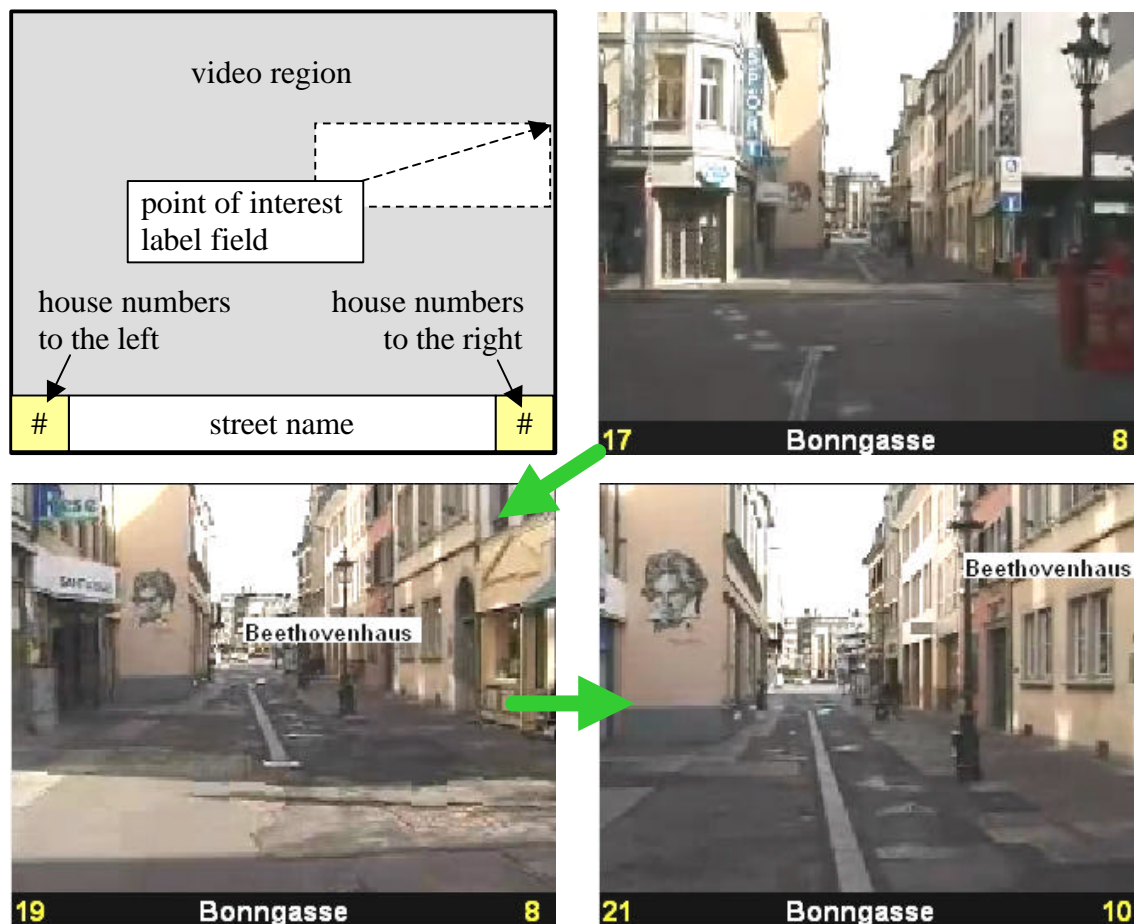 video region
point of interest
label field
house numbers
to the left
house numbers
to the right
#
street name
#
SPORT
17
Bonngasse
8
Rese
Beethovenhaus
19
Bonngasse
8
Beethovenhaus
21
Bonngasse
10